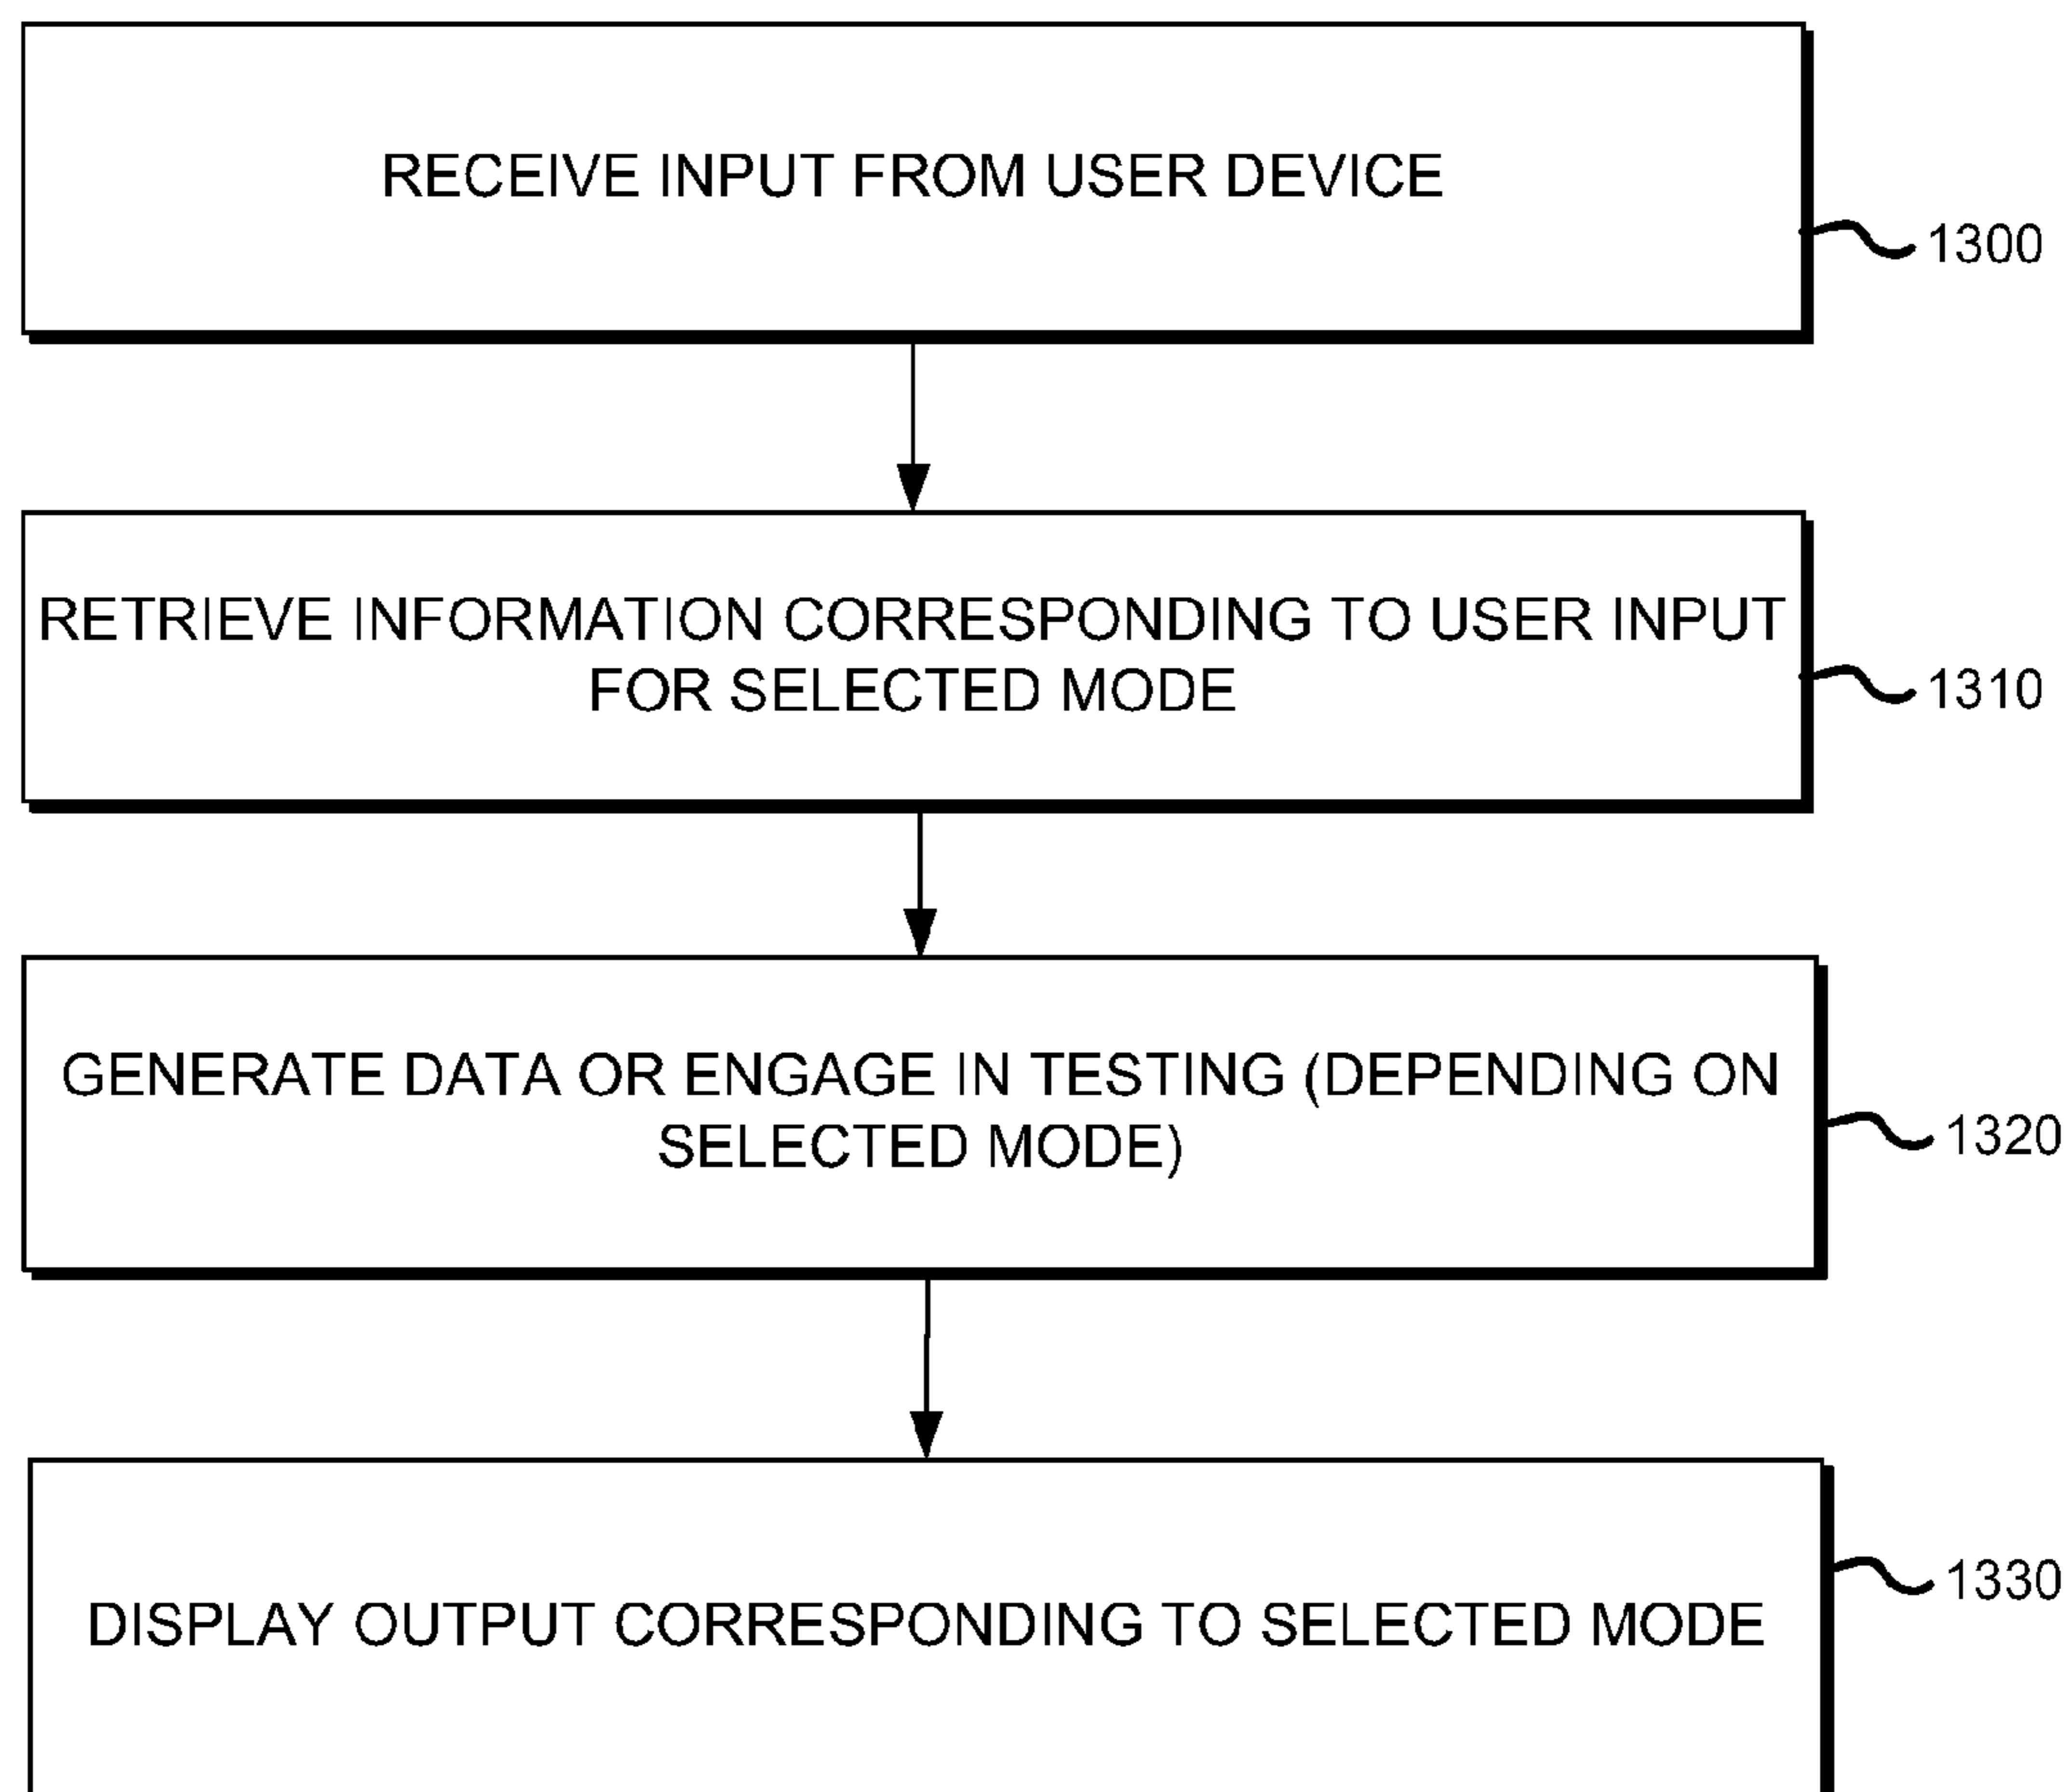 RECEIVE INPUT FROM USER DEVICE
1300
RETRIEVE INFORMATION CORRESPONDING TO USER INPUT
FOR SELECTED MODE
1310
GENERATE DATA OR ENGAGE IN TESTING (DEPENDING ON
SELECTED MODE)
1320
DISPLAY OUTPUT CORRESPONDING TO SELECTED MODE
1330